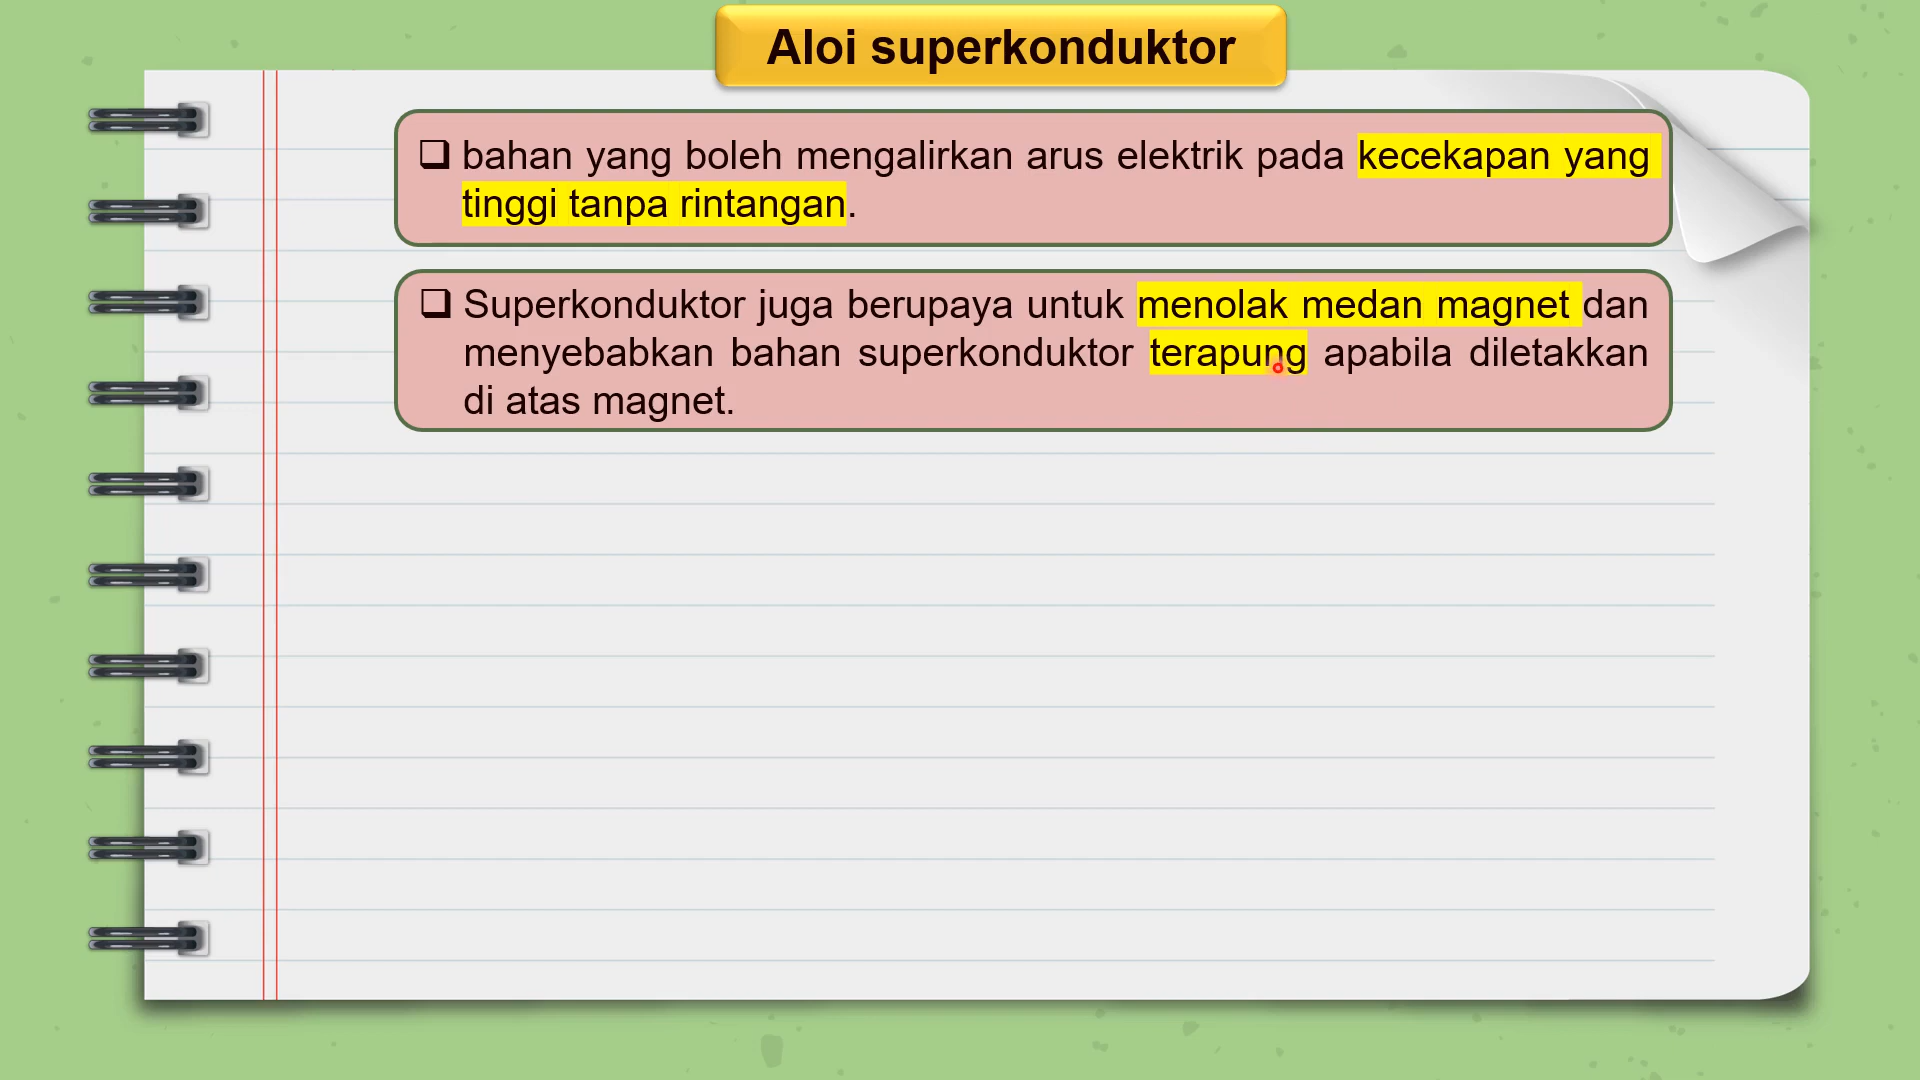 Aloi superkonduktor
❑ bahan yang boleh mengalirkan arus elektrik pada kecekapan yang
tinggi tanpa rintangan.
❑ Superkonduktor juga berupaya untuk menolak medan magnet dan
menyebabkan bahan superkonduktor terapung apabila diletakkan
di atas magnet.